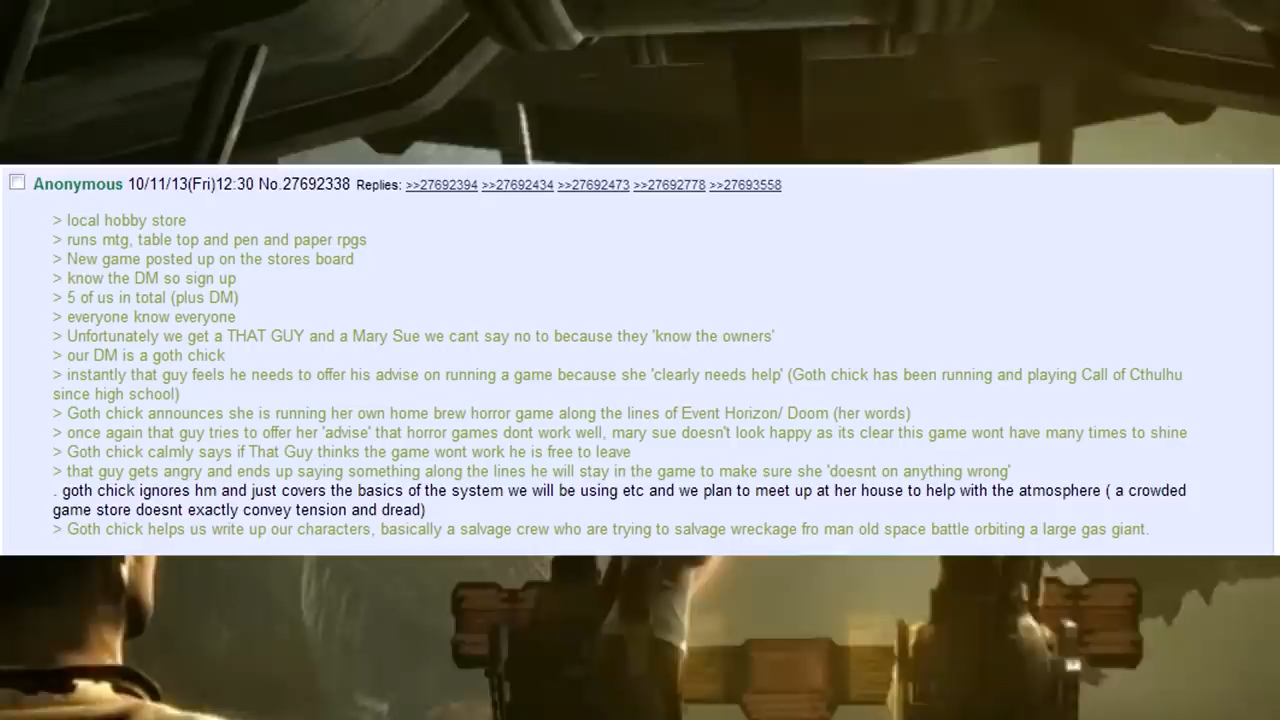 Anonymous 10/11/13(Fri)12:30 No.27692338 Replies: >>27692394 >>27692434 >>27692473 >>27692778 >>27693558
> local hobby store
> runs mtg, table top and pen and paper rpgs
> New game posted up on the stores board
> know the DM so sign up
> 5 of us in total (plus DM)
> everyone know everyone
> Unfortunately we get a THAT GUY and a Mary Sue we cant say no to because they 'know the owners'
> our DM is a goth chick
> instantly that guy feels he needs to offer his advise on running a game because she 'clearly needs help' (Goth chick has been running and playing Call of Cthulhu
since high school)
> Goth chick announces she is running her own home brew horror game along the lines of Event Horizon/ Doom (her words)
> once again that guy tries to offer her 'advise' that horror games dont work well, mary sue doesn't look happy as its clear this game wont have many times to shine
> Goth chick calmly says if That Guy thinks the game wont work he is free to leave
> that guy gets angry and ends up saying something along the lines he will stay in the game to make sure she 'doesnt on anything wrong'
. goth chick ignores hm and just covers the basics of the system we will be using etc and we plan to meet up at her house to help with the atmosphere ( a crowded
game store doesnt exactly convey tension and dread)
> Goth chick helps us write up our characters, basically a salvage crew who are trying to salvage wreckage fro man old space battle orbiting a large gas giant.